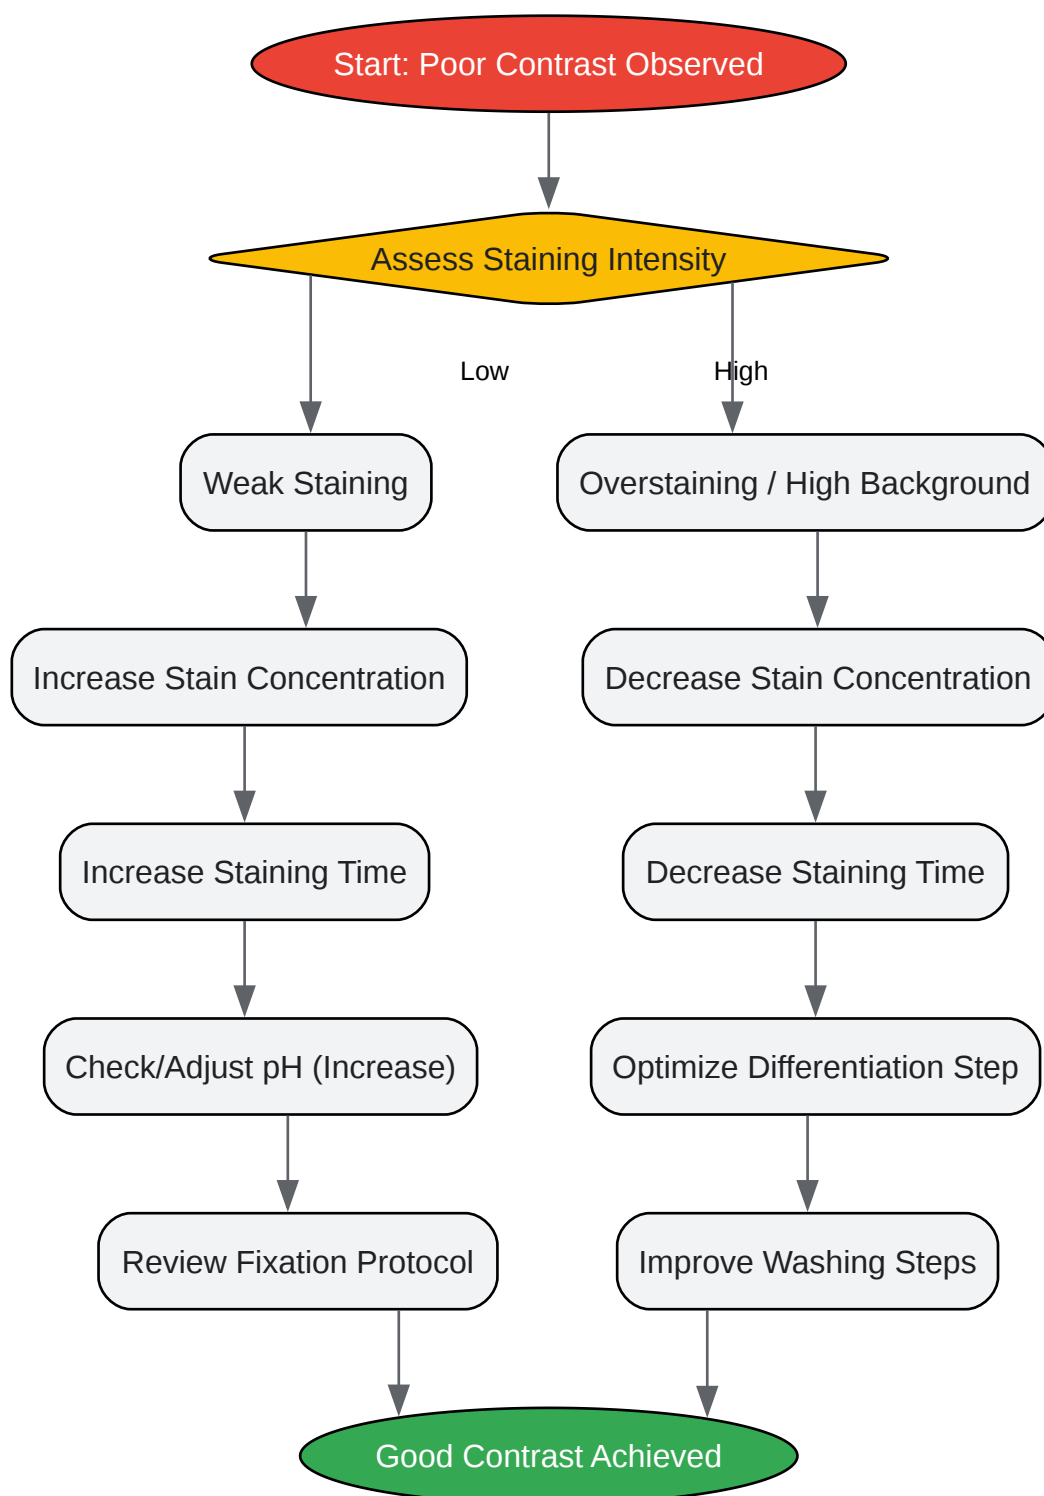 Start: Poor Contrast Observed
Assess Staining Intensity
Low
High
Weak Staining
Overstaining / High Background
Increase Stain Concentration
Decrease Stain Concentration
Increase Staining Time
Decrease Staining Time
Check/Adjust pH (Increase)
Optimize Differentiation Step
Review Fixation Protocol
Improve Washing Steps
Good Contrast Achieved